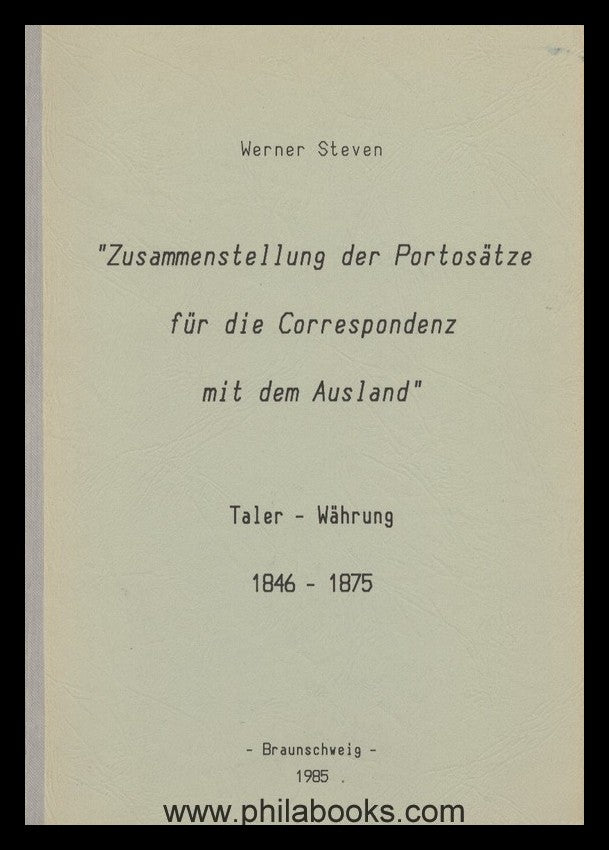 Werner Steven
"Zusammenstellung der Portosätze
für die Correspondenz
mit dem Ausland"
Taler - Währung
1846 - 1875
- Braunschweig -
1985 .
www.philabooks.com